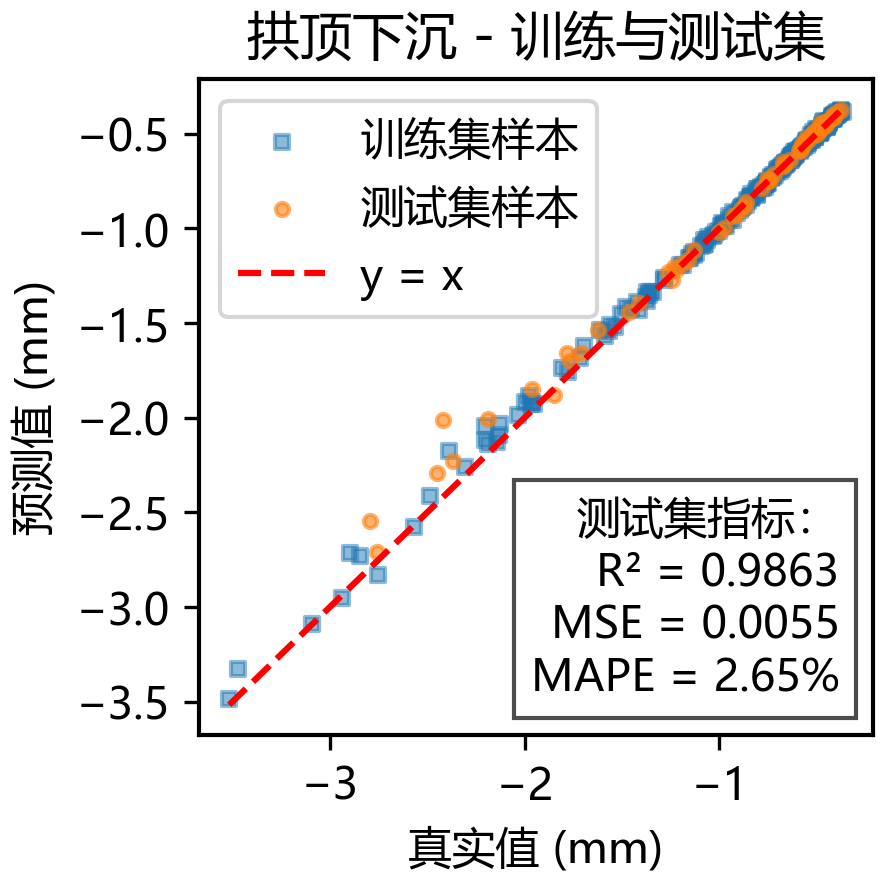 拱顶下沉 - 训练与测试集
训练集样本
测试集样本
y = x
−0.5
−1.0
−1.5
−2.0
−2.5
−3.0
−3.5
预测值 (mm)
测试集指标：
R² = 0.9863
MSE = 0.0055
MAPE = 2.65%
−3
−2
−1
真实值 (mm)